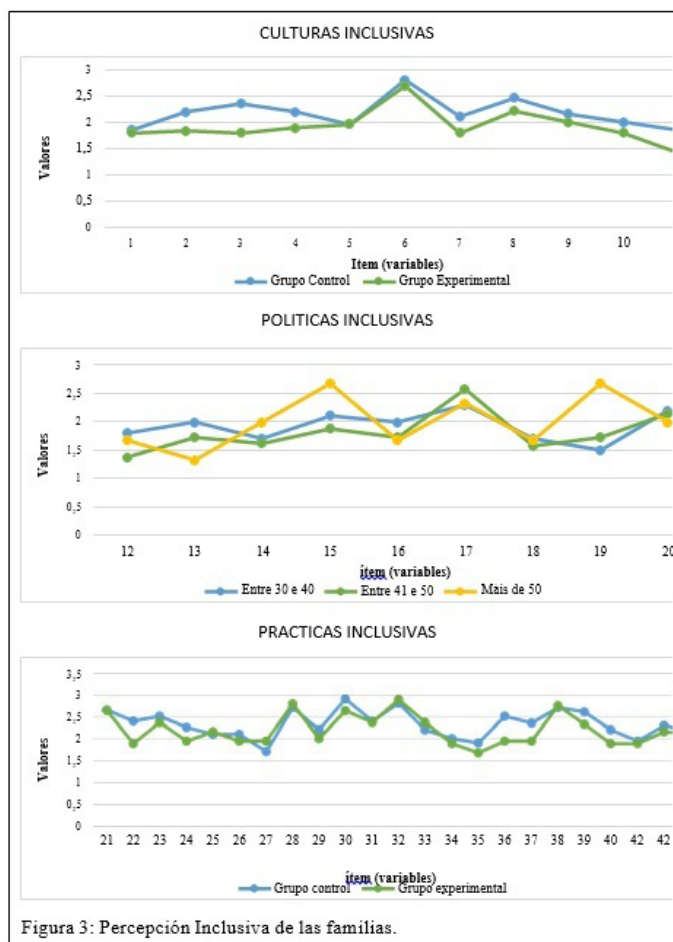 CULTURAS INCLUSIVAS
3
2,5
2
1,5
1
0,5
0
Valores
1 2 3 4 5 6 7 8 9 10
Item (variables)
Grupo Control Grupo Experimental
POLITICAS INCLUSIVAS
3
2,5
2
1,5
1
0,5
0
Valores
12 13 14 15 16 17 18 19 20
ítem (variables)
Entre 30 e 40 Entre 41 e 50 Mais de 50
PRACTICAS INCLUSIVAS
3,5
3
2,5
2
1,5
1
0,5
0
Valores
21 22 23 24 25 26 27 28 29 30 31 32 33 34 35 36 37 38 39 40 42 42
ítem (variables)
Grupo control Grupo experimental
Figura 3: Percepción Inclusiva de las familias.